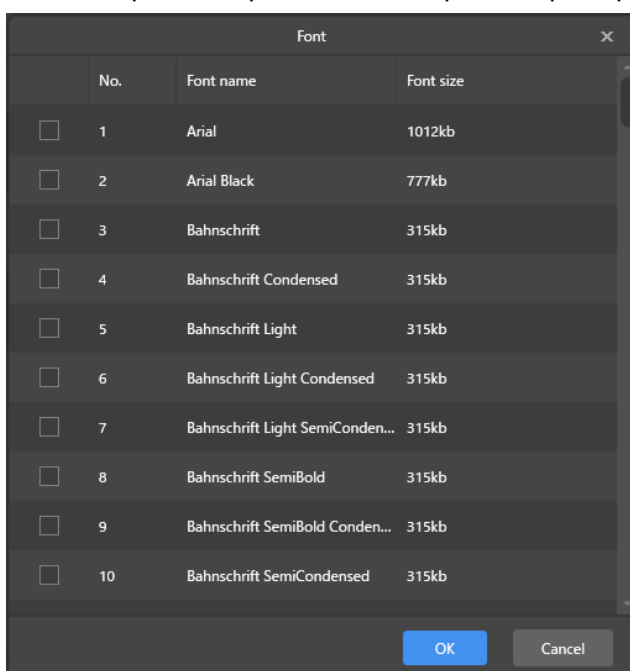 Font
No. Font name Font size
1 Arial 1012kb
2 Arial Black 777kb
3 Bahnschrift 315kb
4 Bahnschrift Condensed 315kb
5 Bahnschrift Light 315kb
6 Bahnschrift Light Condensed 315kb
7 Bahnschrift Light SemiConden... 315kb
8 Bahnschrift SemiBold 315kb
9 Bahnschrift SemiBold Conden... 315kb
10 Bahnschrift SemiCondensed 315kb
OK Cancel